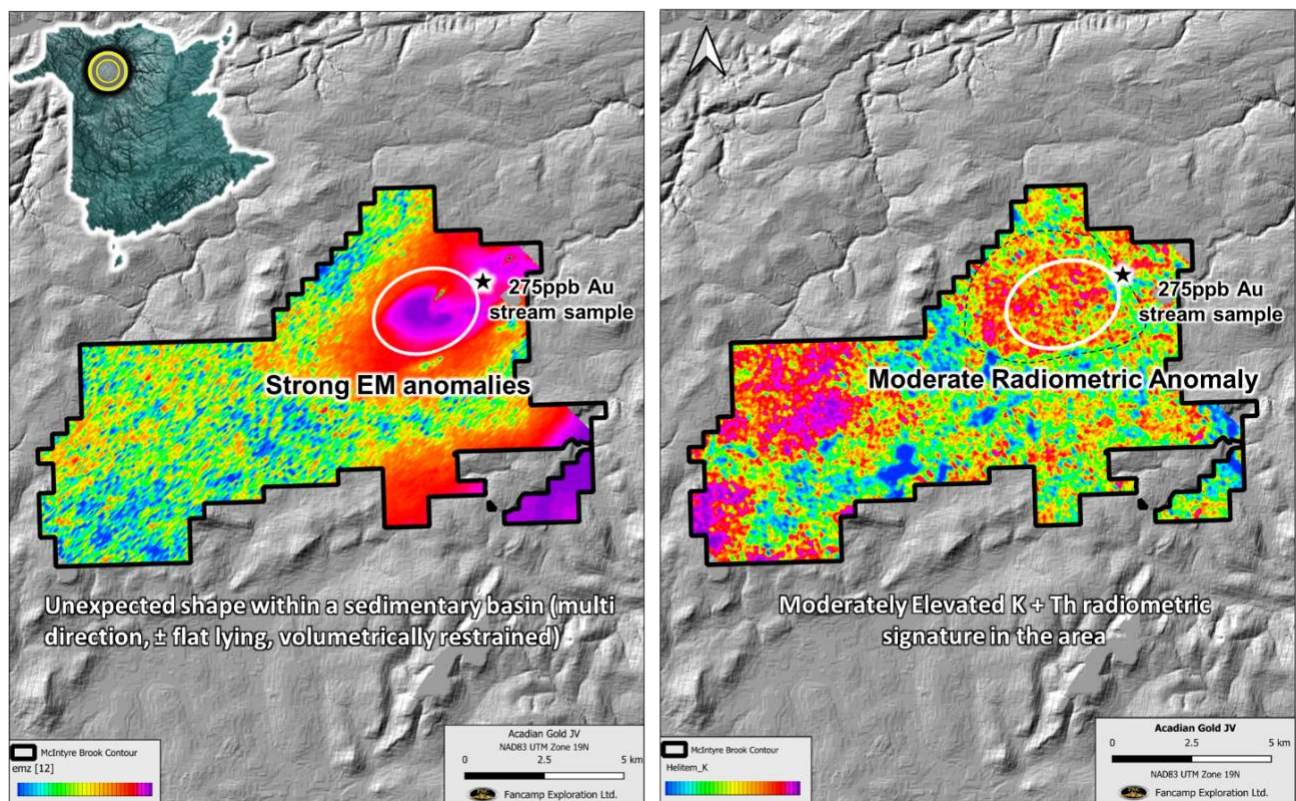 275ppb Au
stream sample
Strong EM anomalies
Unexpected shape within a sedimentary basin (multi
direction, ± flat lying, volumetrically restrained)
McIntyre Brook Contour
emz [12]
Acadian Gold JV
NAD83 UTM Zone 19N
0 2.5 5 km
Fancamp Exploration Ltd.
275ppb Au
stream sample
Moderate Radiometric Anomaly
Moderately Elevated K + Th radiometric
signature in the area
McIntyre Brook Contour
Helitem_K
Acadian Gold JV
0 2.5 5 km
NAD83 UTM Zone 19N
Fancamp Exploration Ltd.